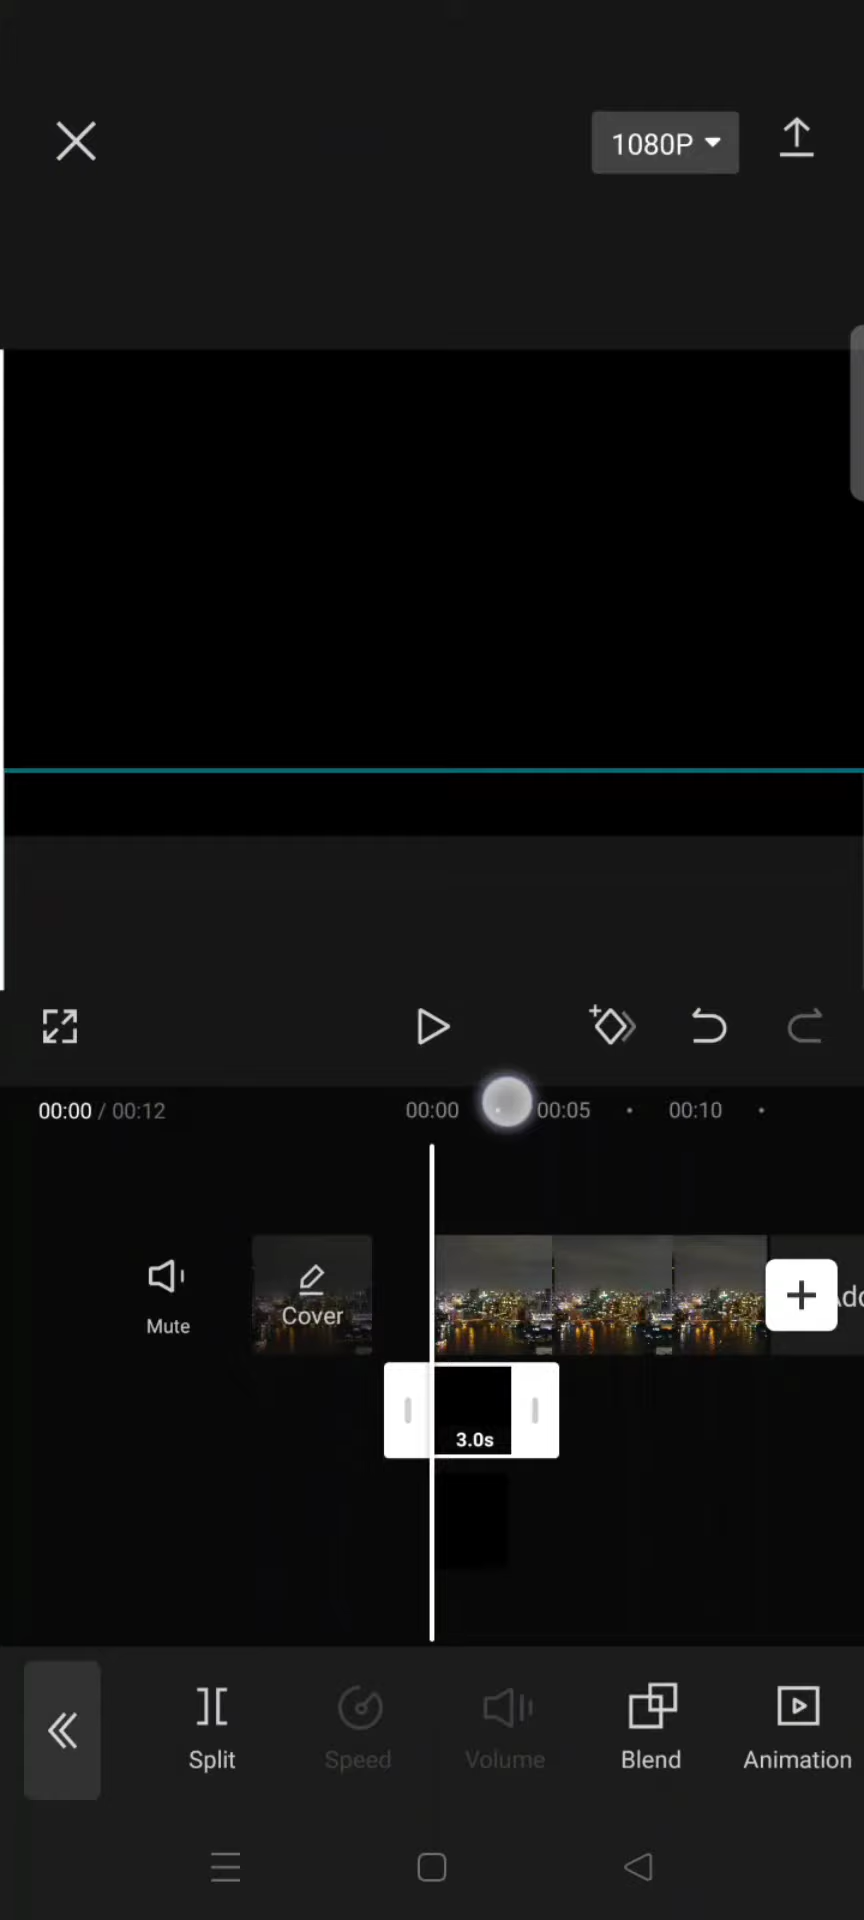 1080P
00:00 / 00:12
00:00
00:05
00:10
Mute
Cover
3.0s
Split
Speed
Volume
Blend
Animation